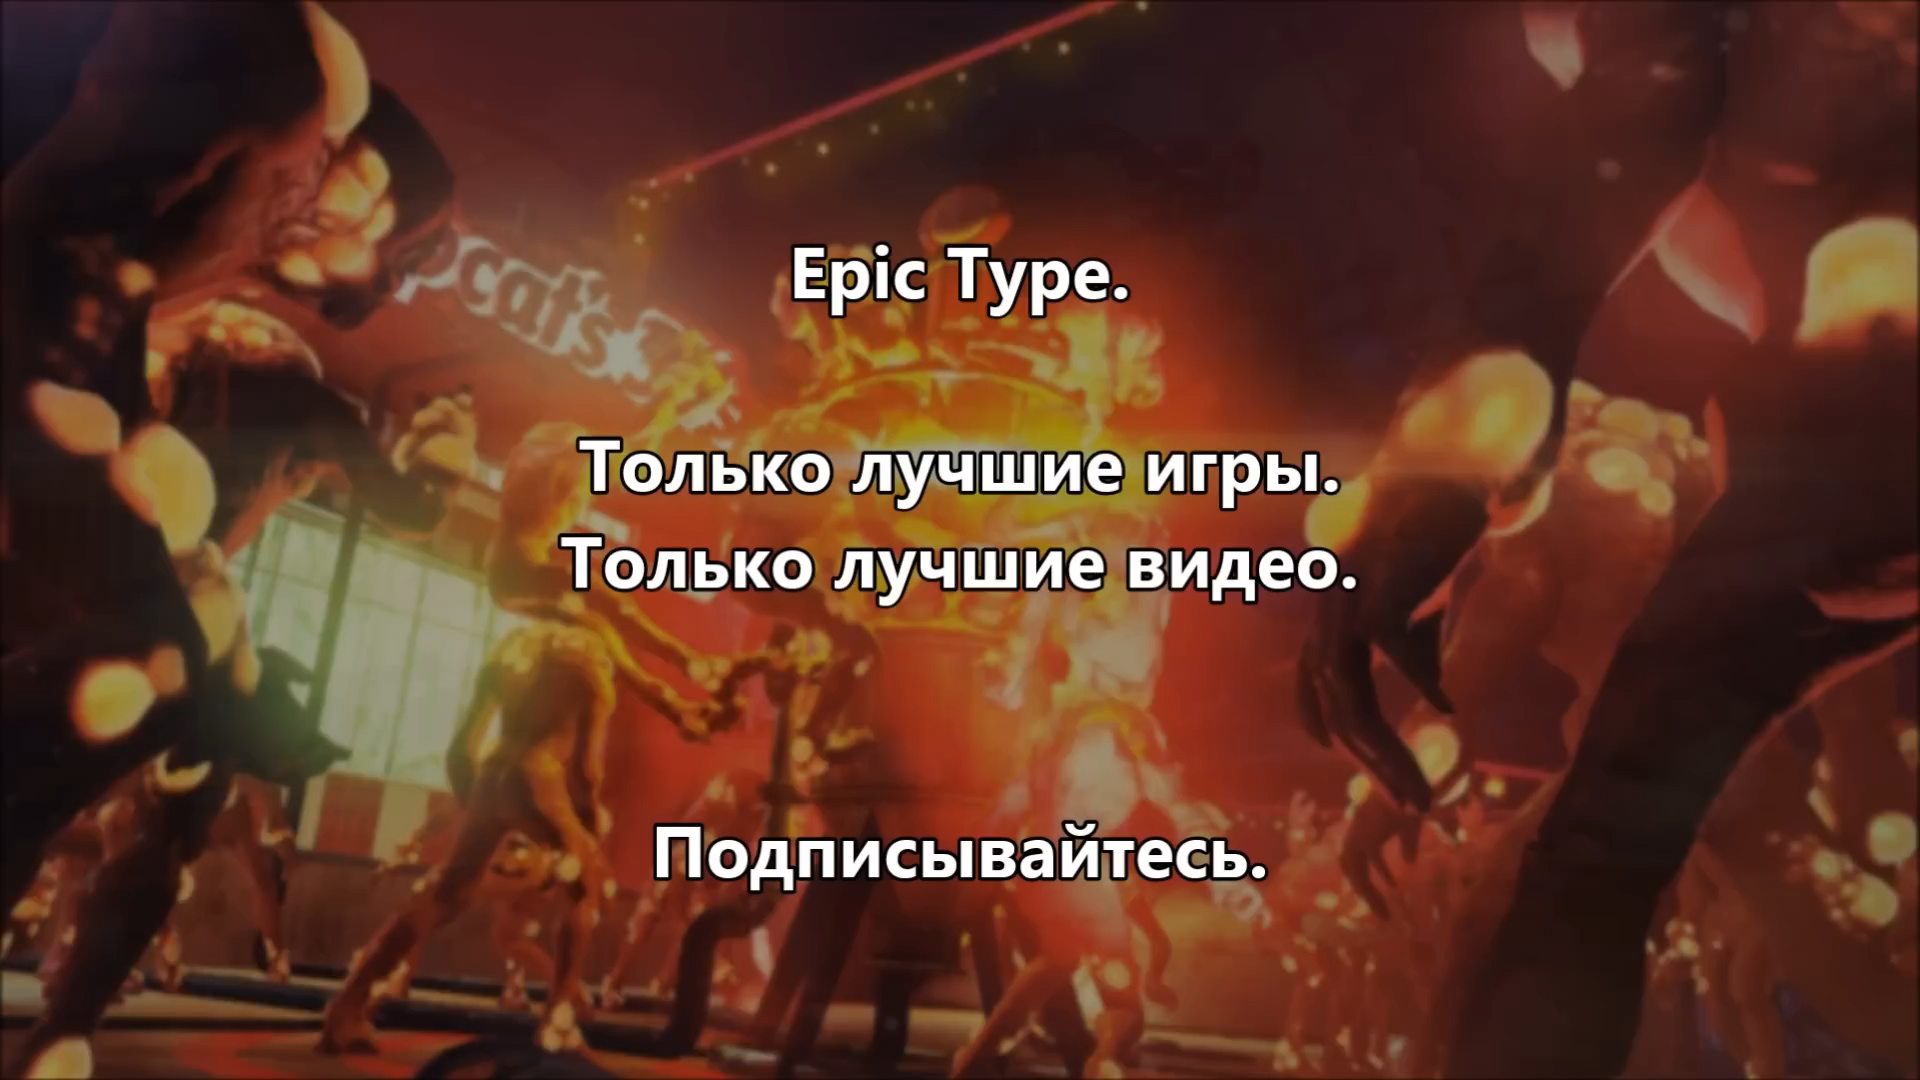 Epic Type.
Только лучшие игры.
Только лучшие видео.
Подписывайтесь.